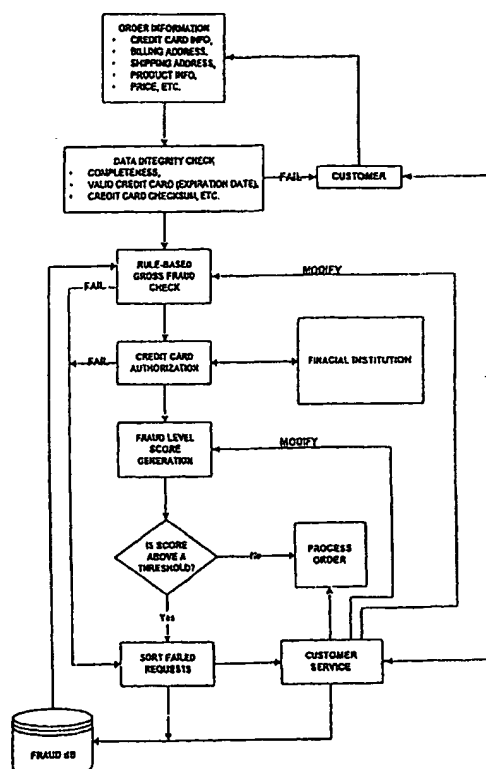 ORDER INFORMATION
· CREDIT CARD INFO,
· BILLING ADDRESS,
· SHIPPING ADDRESS,
· PRODUCT INFO,
· PRICE, ETC.
DATA INTEGRITY CHECK
· COMPLETENESS,
· VALID CREDIT CARD (EXPIRATION DATE),
· CREDIT CARD CHECKSUM, ETC.
FAIL
CUSTOMER
RULE-BASED
GROSS FRAUD
CHECK
MODIFY
FAIL
CREDIT CARD
AUTHORIZATION
FAIL
FINACIAL INSTITUTION
FRAUD LEVEL
SCORE
GENERATION
MODIFY
IS SCORE
ABOVE A
THRESHOLD?
No
PROCESS
ORDER
Yes
SORT FAILED
REQUESTS
CUSTOMER
SERVICE
FRAUD dB